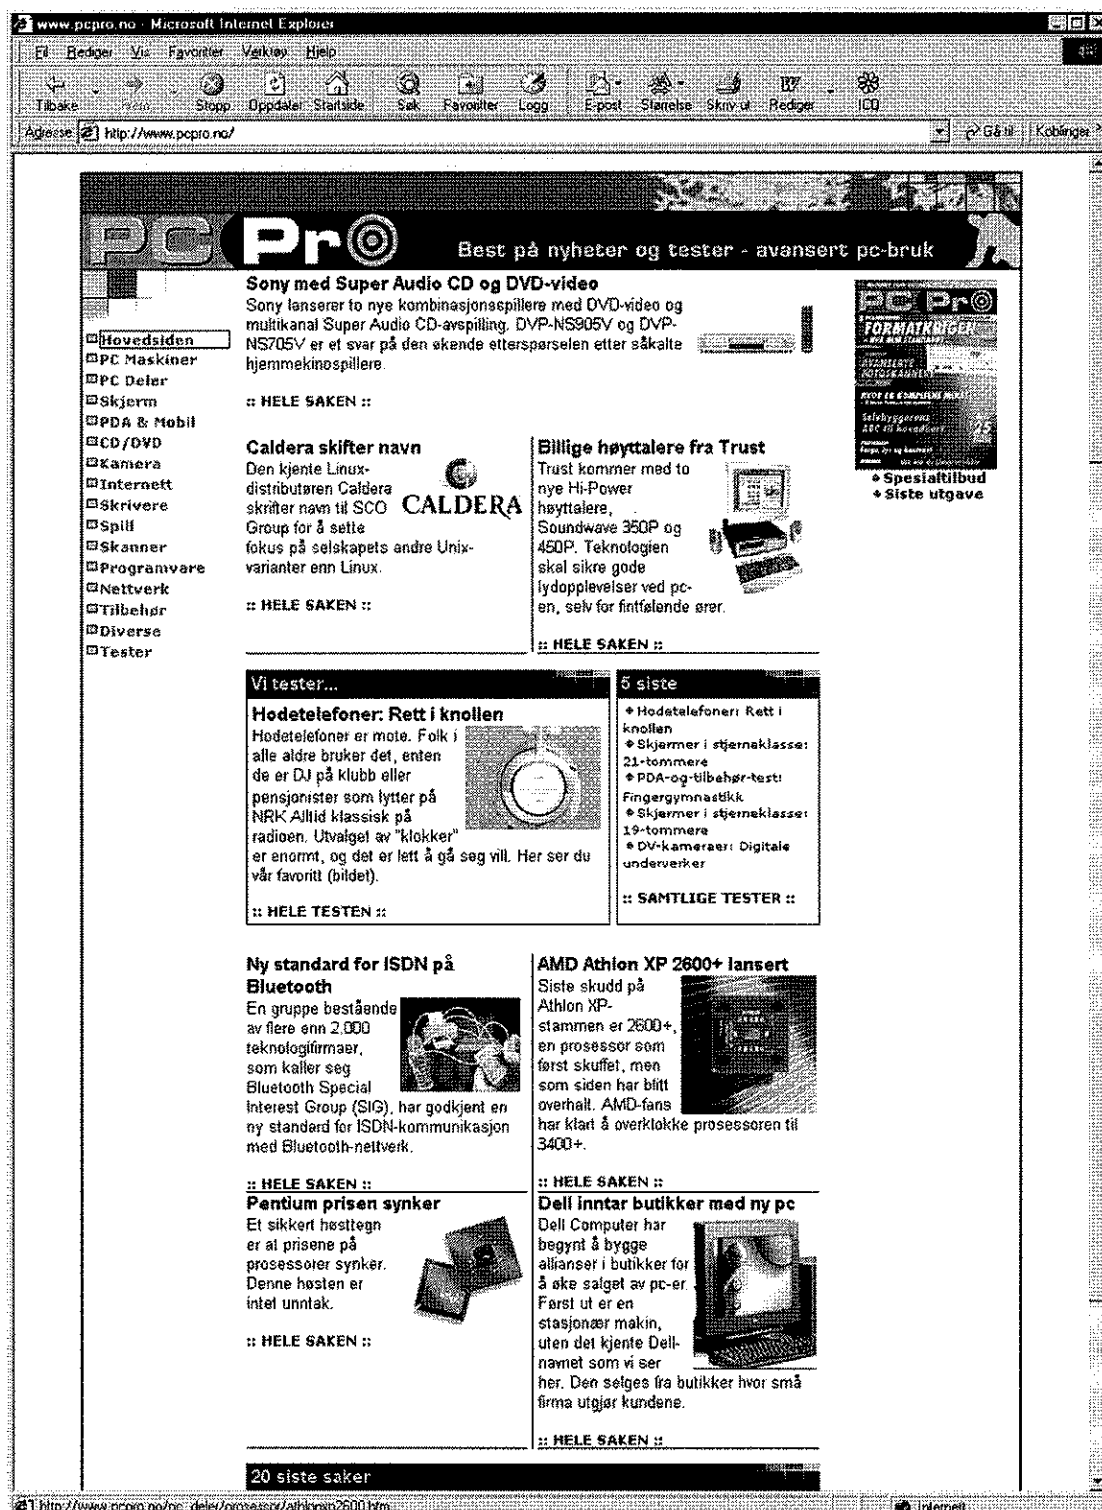 www.pcpro.no - Microsoft Internet Explorer
Fil Rediger Vis Favoritter Verktøy Hjelp
Tilbake Stopp Oppdater Startside Søk Favoritter Logg E-post Størrelse Skriv ut Rediger ICQ
Adresse http://www.pcpro.no/ Gå til Koblinger
PC Pro
Best på nyheter og tester - avansert pc-bruk
Hovedsiden
PC Maskiner
PC Deler
Skjerm
PDA & Mobil
CD/DVD
Kamera
Internett
Skrivere
Spill
Skanner
Programvare
Nettverk
Tilbehør
Diverse
Tester
Sony med Super Audio CD og DVD-video
Sony lanserer to nye kombinasjonsspillere med DVD-video og
multikanal Super Audio CD-avspilling. DVP-NS905V og DVP-
NS705V er et svar på den økende etterspørselen etter såkalte
hjemmekinospillere.
:: HELE SAKEN ::
PC Pro
FORMATKRIGEN
AVANSERTE
FOTOSKANNERE
Selvbyggerens
ABC til hovedkort
25
Spesialtilbud
Siste utgave
Caldera skifter navn
Den kjente Linux-
distributøren Caldera
skrifter navn til SCO
Group for å sette
fokus på selskapets andre Unix-
varianter enn Linux.
CALDERA
:: HELE SAKEN ::
Billige høyttalere fra Trust
Trust kommer med to
nye Hi-Power
høyttalere,
Soundwave 350P og
450P. Teknologien
skal sikre gode
lydopplevelser ved pc-
en, selv for fintfølende ører.
:: HELE SAKEN ::
Vi tester...
Hodetelefoner: Rett i knollen
Hodetelefoner er mote. Folk i
alle aldre bruker det, enten
de er DJ på klubb eller
pensjonister som lytter på
NRK Alltid klassisk på
radioen. Utvalget av "klokker"
er enormt, og det er lett å gå seg vill. Her ser du
vår favoritt (bildet).
:: HELE TESTEN ::
5 siste
Hodetelefoner: Rett i
knollen
Skjermer i stjerneklasse:
21-tommere
PDA-og-tilbehør-test:
Fingergymnastikk
Skjermer i stjerneklasse:
19-tommere
DV-kameraer: Digitale
underverker
:: SAMTLIGE TESTER ::
Ny standard for ISDN på
Bluetooth
En gruppe bestående
av flere enn 2.000
teknologifirmaer,
som kaller seg
Bluetooth Special
Interest Group (SIG), har godkjent en
ny standard for ISDN-kommunikasjon
med Bluetooth-nettverk.
:: HELE SAKEN ::
AMD Athlon XP 2600+ lansert
Siste skudd på
Athlon XP-
stammen er 2600+,
en prosessor som
først skuffet, men
som siden har blitt
overhalt. AMD-fans
har klart å overklokke prosessoren til
3400+.
:: HELE SAKEN ::
Pentium prisen synker
Et sikkert høsttegn
er at prisene på
prosessorer synker.
Denne høsten er
intet unntak.
:: HELE SAKEN ::
Dell inntar butikker med ny pc
Dell Computer har
begynt å bygge
allianser i butikker for
å øke salget av pc-er.
Først ut er en
stasjonær makin,
uten det kjente Dell-
navnet som vi ser
her. Den selges fra butikker hvor små
firma utgjør kundene.
:: HELE SAKEN ::
20 siste saker
http://www.pcpro.no/pc_deler/prosessor/athlonxp2600.htm Internett